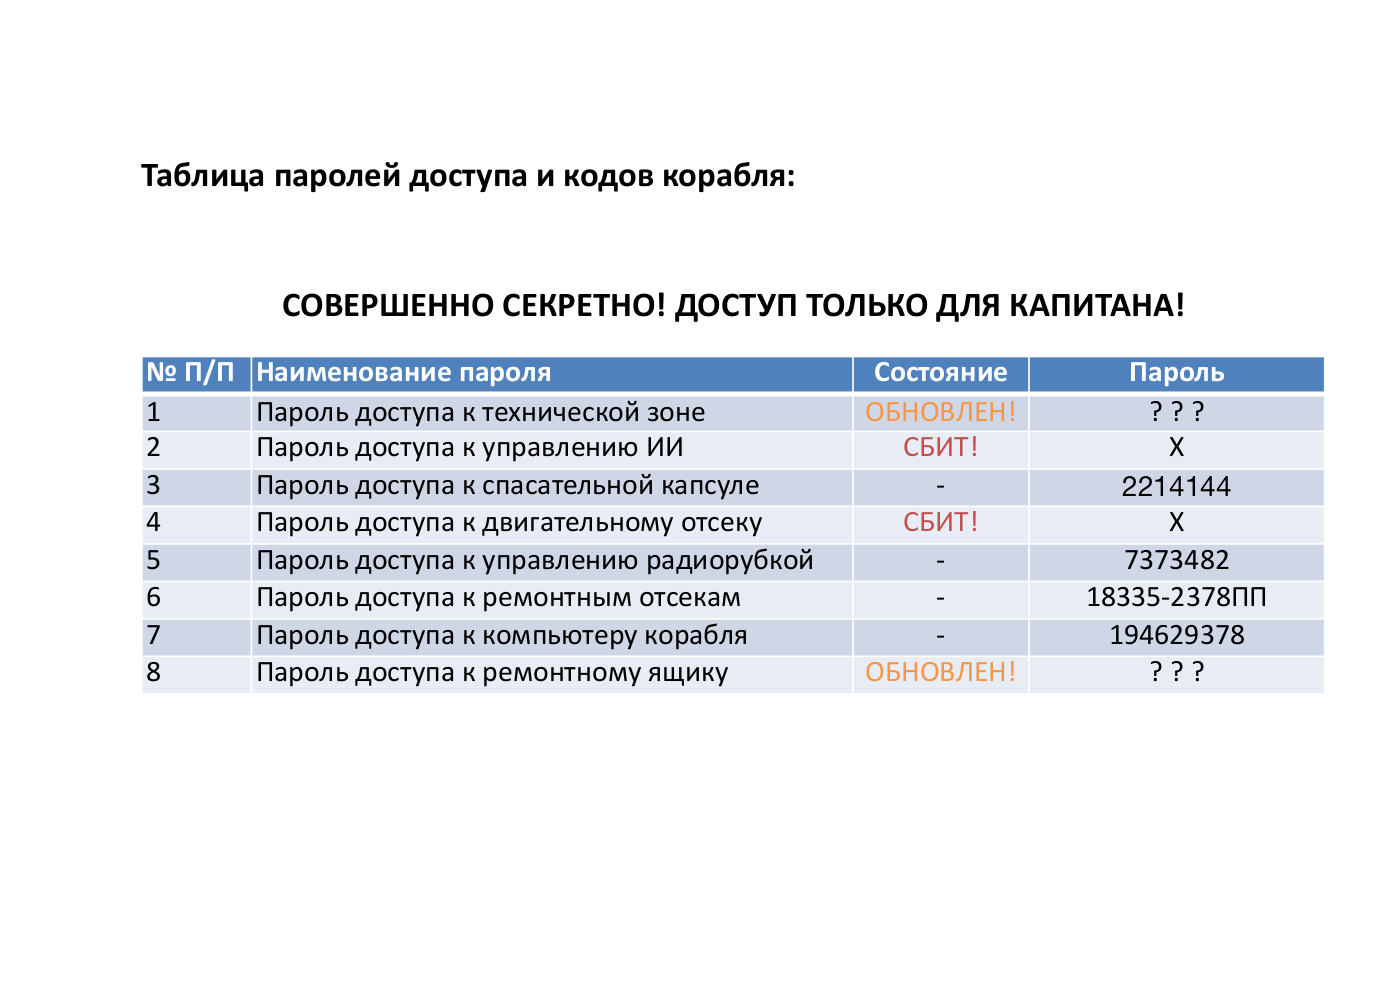 Таблица паролей доступа и кодов корабля:
СОВЕРШЕННО СЕКРЕТНО! ДОСТУП ТОЛЬКО ДЛЯ КАПИТАНА!
№ П/П Наименование пароля Состояние Пароль
1 Пароль доступа к технической зоне ОБНОВЛЕН! ? ? ?
2 Пароль доступа к управлению ИИ СБИТ! Х
3 Пароль доступа к спасательной капсуле - 2214144
4 Пароль доступа к двигательному отсеку СБИТ! Х
5 Пароль доступа к управлению радиорубкой - 7373482
6 Пароль доступа к ремонтным отсекам - 18335-2378ПП
7 Пароль доступа к компьютеру корабля - 194629378
8 Пароль доступа к ремонтному ящику ОБНОВЛЕН! ? ? ?